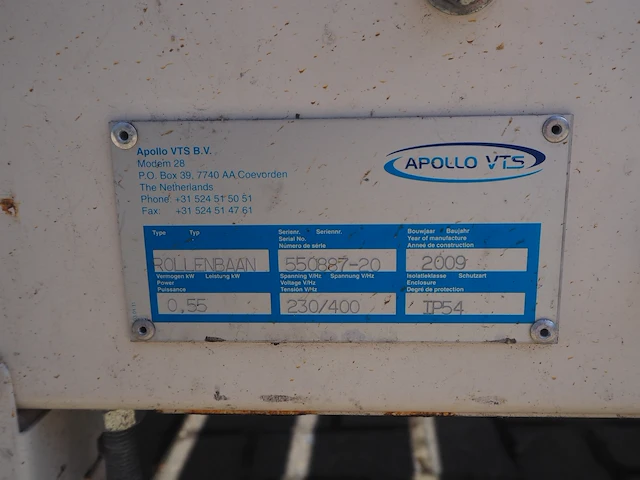 Apollo VTS B.V.
Modem 28
P.O. Box 39, 7740 AA Coevorden
The Netherlands
Phone: +31 524 51 50 51
Fax: +31 524 51 47 61
APOLLO VTS
Type Typ
ROLLENBAAN
Serienr. Seriennr.
Serial No.
Numéro de série
550887-20
Bouwjaar Baujahr
Year of manufacture
Année de construction
2009
Vermogen kW Leistung kW
Power
Puissance
0,55
Spanning V/Hz Spannung V/Hz
Voltage V/Hz
Tensión V/Hz
230/400
Isolatieklasse Schutzart
Enclosure
Degré de protection
IP54